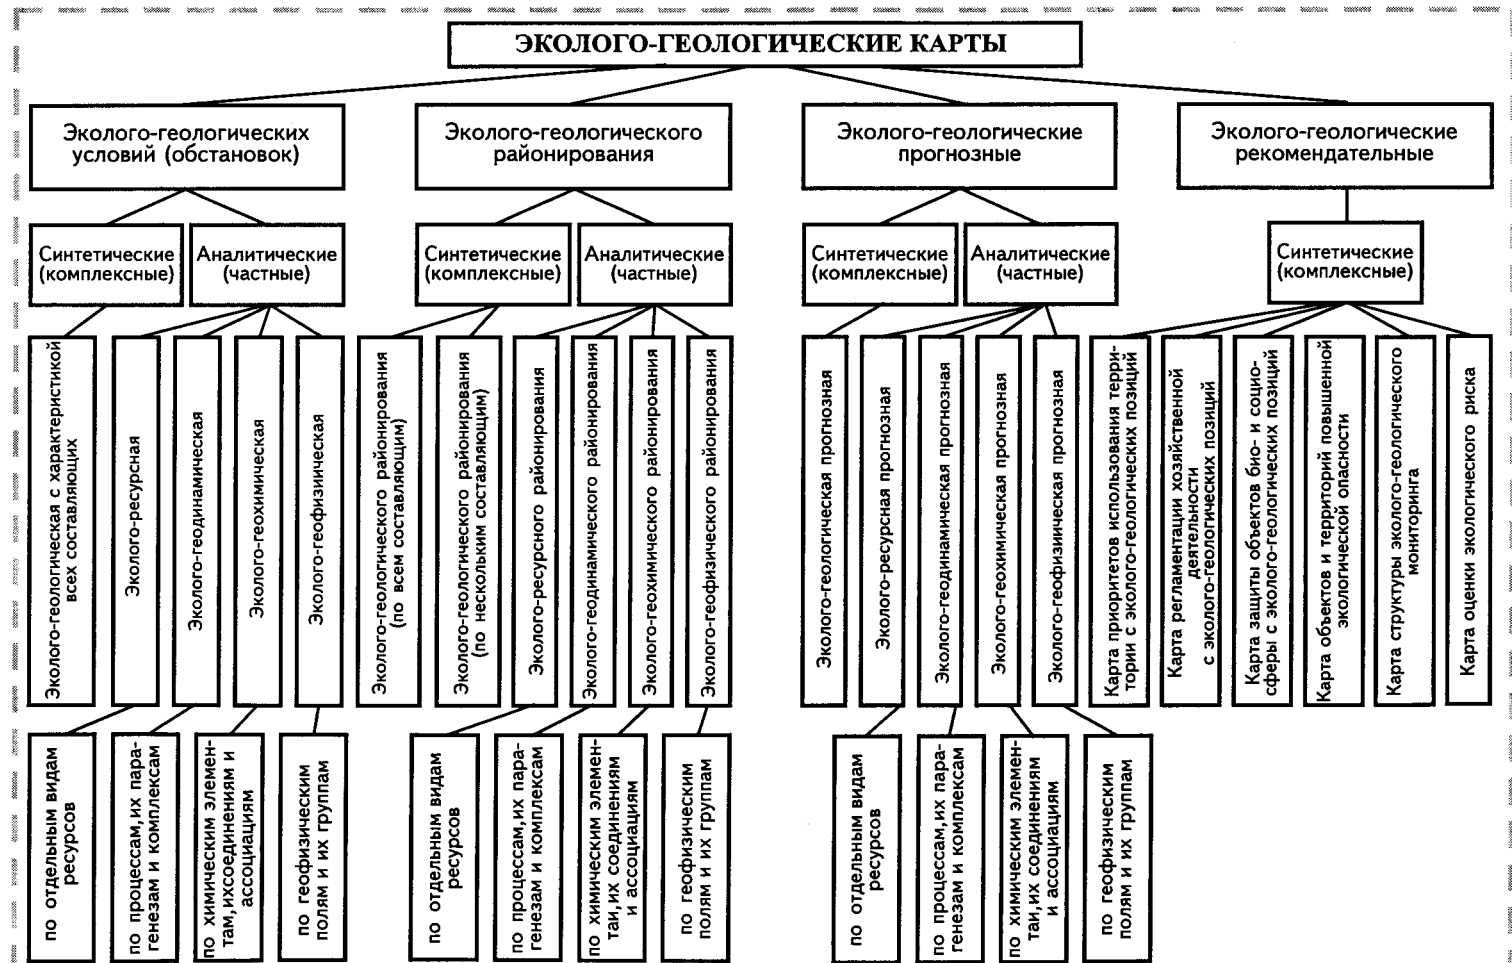 ЭКОЛОГО-ГЕОЛОГИЧЕСКИЕ КАРТЫ
Эколого-геологических
условий (обстановок)
Эколого-геологического
районирования
Эколого-геологические
прогнозные
Эколого-геологические
рекомендательные
Синтетические
(комплексные)
Аналитические
(частные)
Синтетические
(комплексные)
Аналитические
(частные)
Синтетические
(комплексные)
Аналитические
(частные)
Синтетические
(комплексные)
Эколого-геологическая с характеристикой
всех составляющих
Эколого-ресурсная
Эколого-геодинамическая
Эколого-геохимическая
Эколого-геофизическая
Эколого-геологического районирования
(по всем составляющим)
Эколого-геологического районирования
(по нескольким составляющим)
Эколого-ресурсного районирования
Эколого-геодинамического районирования
Эколого-геохимического районирования
Эколого-геофизического районирования
Эколого-геологическая прогнозная
Эколого-ресурсная прогнозная
Эколого-геодинамическая прогнозная
Эколого-геохимическая прогнозная
Эколого-геофизиическая прогнозная
Карта приоритетов использования терри-
тории с эколого-геологических позиций
Карта регламентации хозяйственной
деятельности
с эколого-геологических позиций
Карта защиты объектов био- и социо-
сферы с эколого-геологических позиций
Карта объектов и территорий повышенной
экологической опасности
Карта структуры эколого-геологического
мониторинга
Карта оценки экологического риска
по отдельным видам
ресурсов
по процессам,их пара-
генезам и комплексам
по химическим элемен-
там,ихсоединениям и
ассоциациям
по геофизическим
полям и их группам
по отдельным видам
ресурсов
по процессам,их пара-
генезам и комплексам
по химическим элемен-
таи,их соединениям
и ассоциациям
по геофизическим
полям и их группам
по отдельным видам
ресурсов
по процессам,их пара-
генезам и комплексам
по химическим элемен-
таи,их соединениям
и ассоциациям
по геофизическим
полям и их группам